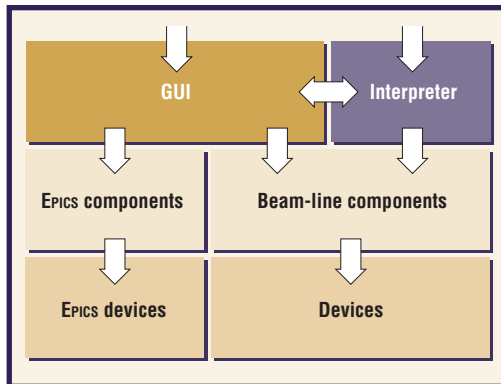 GUI
Interpreter
Epics components
Beam-line components
Epics devices
Devices